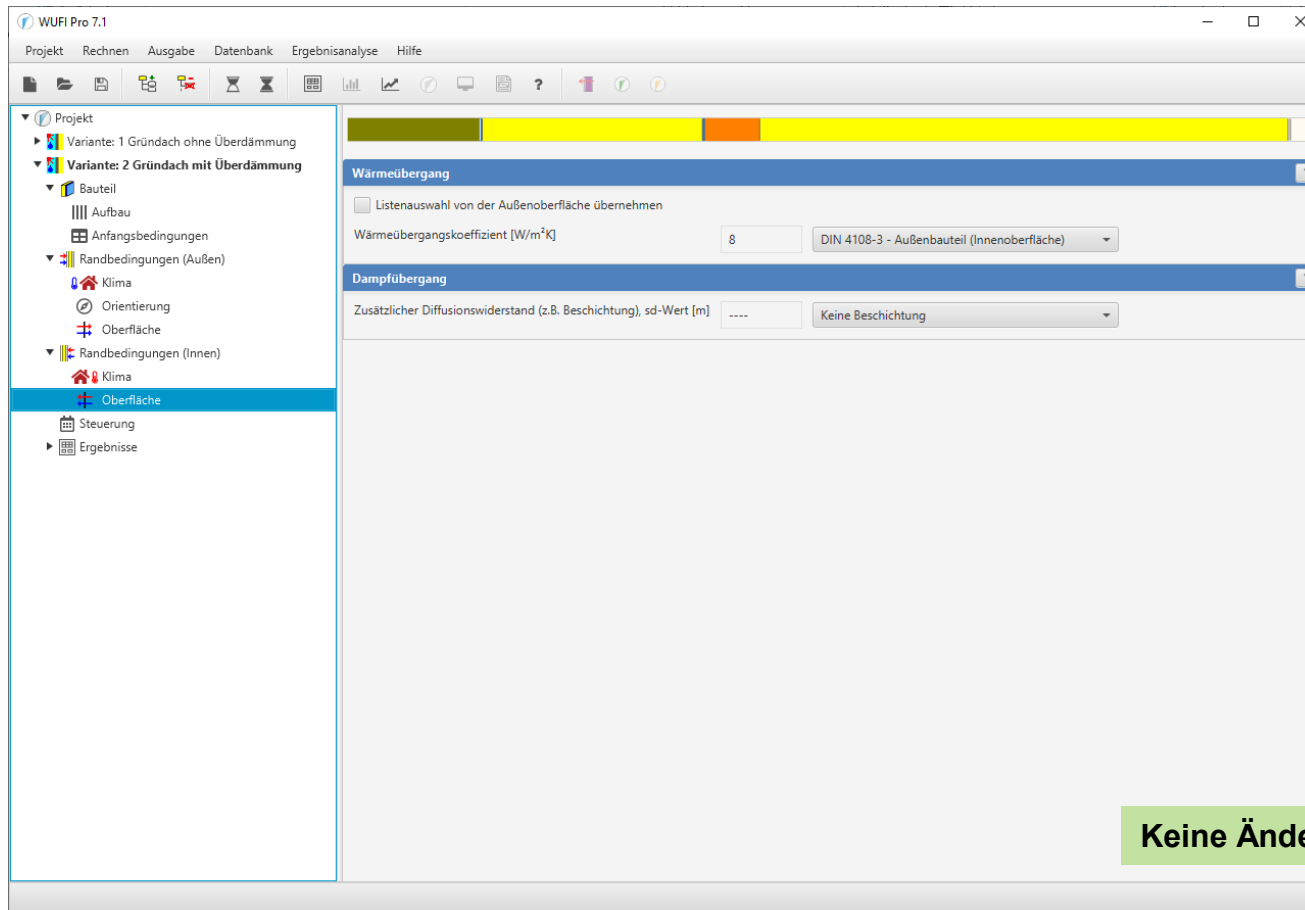 WUFI Pro 7.1
Projekt Rechnen Ausgabe Datenbank Ergebnisanalyse Hilfe
Projekt
Variante: 1 Gründach ohne Überdämmung
Variante: 2 Gründach mit Überdämmung
Bauteil
Aufbau
Anfangsbedingungen
Randbedingungen (Außen)
Klima
Orientierung
Oberfläche
Randbedingungen (Innen)
Klima
Oberfläche
Steuerung
Ergebnisse
Wärmeübergang
Listenauswahl von der Außenoberfläche übernehmen
Wärmeübergangskoeffizient [W/m²K] 8 DIN 4108-3 - Außenbauteil (Innenoberfläche)
Dampfübergang
Zusätzlicher Diffusionswiderstand (z.B. Beschichtung), sd-Wert [m] ---- Keine Beschichtung
Keine Ände